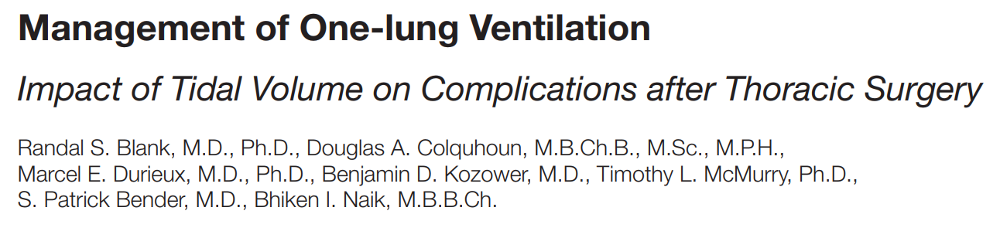 Management of One-lung Ventilation
Impact of Tidal Volume on Complications after Thoracic Surgery
Randal S. Blank, M.D., Ph.D., Douglas A. Colquhoun, M.B.Ch.B., M.Sc., M.P.H.,
Marcel E. Durieux, M.D., Ph.D., Benjamin D. Kozower, M.D., Timothy L. McMurry, Ph.D.,
S. Patrick Bender, M.D., Bhiken I. Naik, M.B.B.Ch.